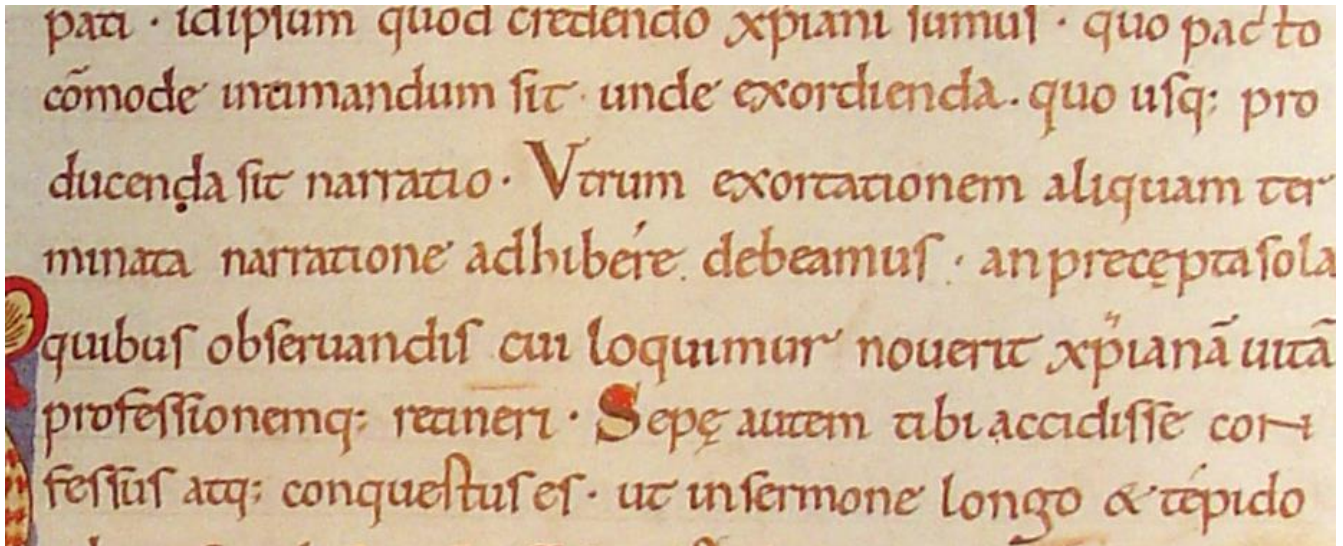 pati · idipsum quod credendo xpiani sumus · quo pacto
cōmode intimandum sit · unde exordienda. quo usq; pro
ducenda sit narratio · Vtrum exortationem aliquam ter
minata narratione adhibere debeamus · an precępta sola
quibus obseruandis cui loquimur nouerit xpianā uitā
professionemq; retineri · Sepę autem tibi accidisse con
fessus atq; conquestus es · ut in sermone longo & tepido